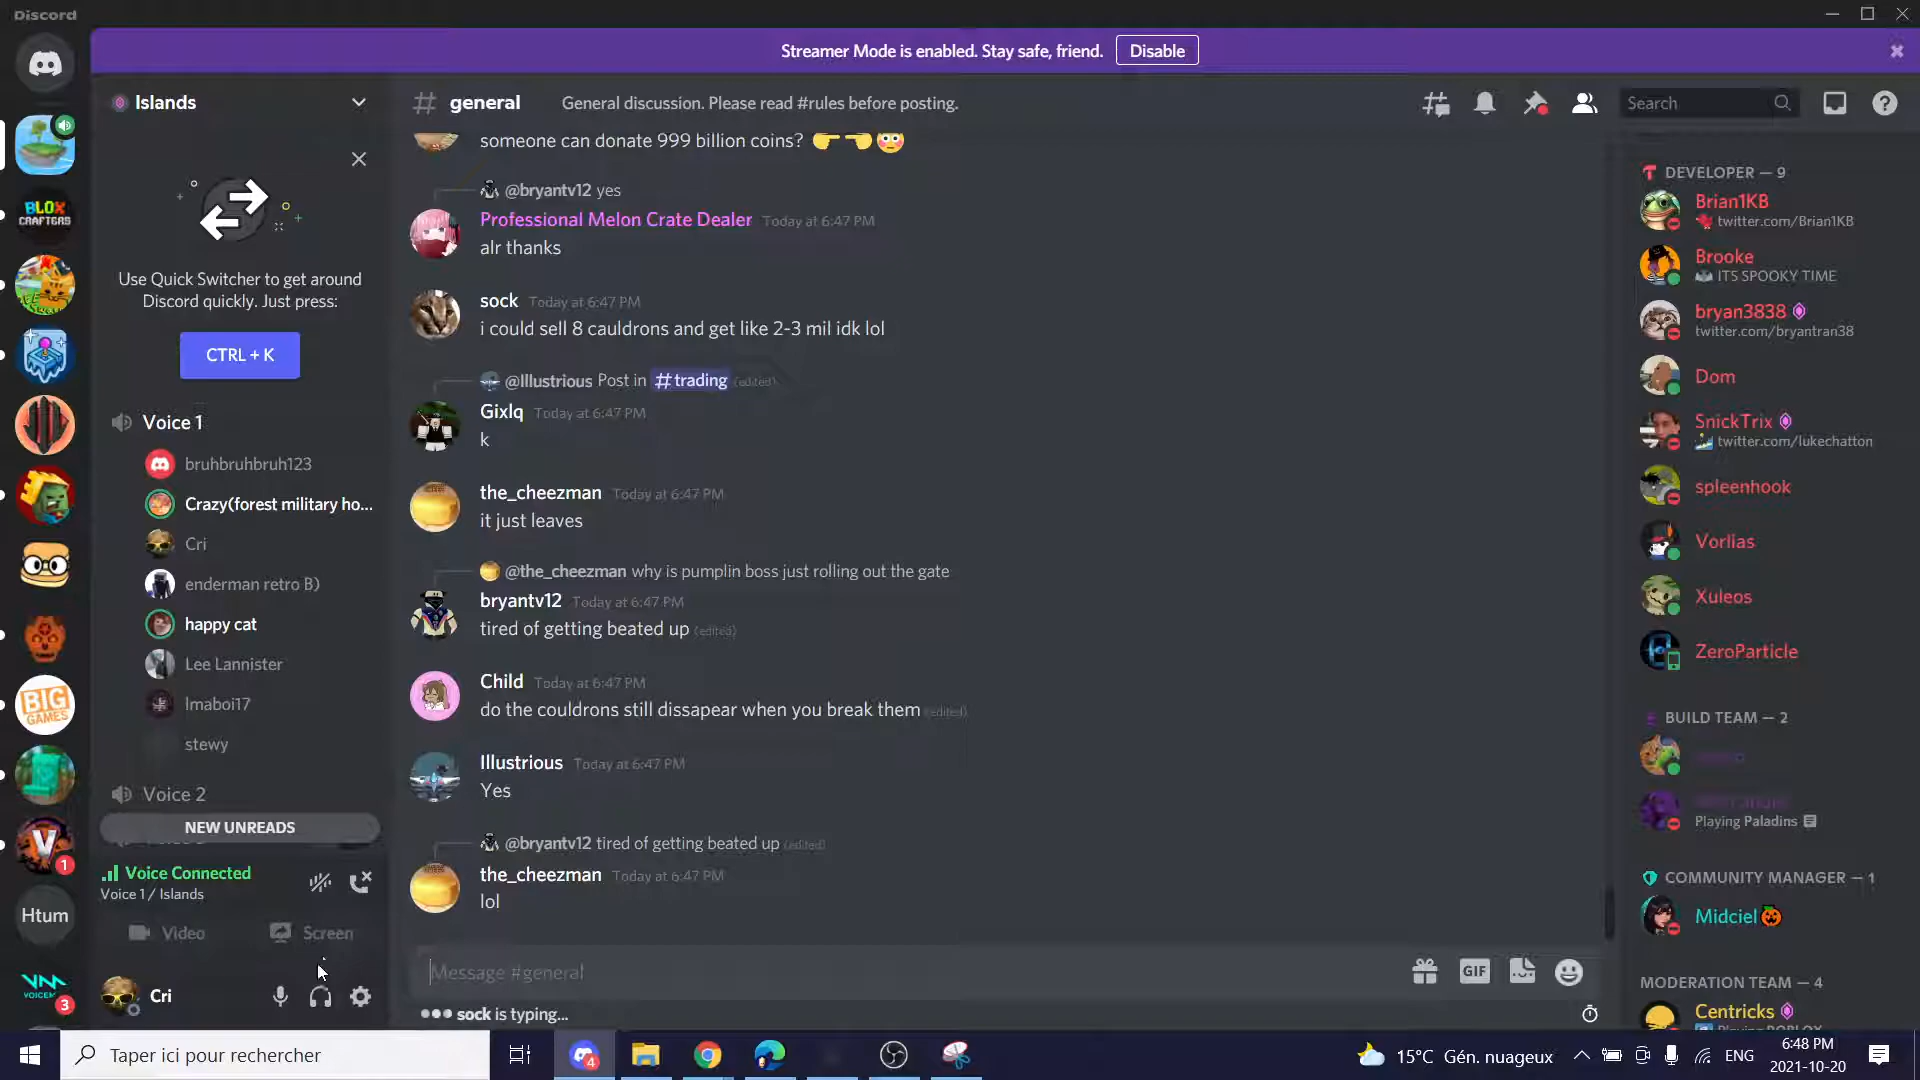 Discord
Streamer Mode is enabled. Stay safe, friend. Disable
Islands
Use Quick Switcher to get around
Discord quickly. Just press:
CTRL + K
Voice 1
bruhbruhbruh123
Crazy(forest military ho...
Cri
enderman retro B)
happy cat
Lee Lannister
lmaboi17
stewy
Voice 2
NEW UNREADS
Voice Connected
Voice 1 / Islands
Video Screen
Cri
BLOX
CRAFTERS
BIG
GAMES
1
Htum
3
general General discussion. Please read #rules before posting.
Search
someone can donate 999 billion coins?
@bryantv12 yes
Professional Melon Crate Dealer Today at 6:47 PM
alr thanks
sock Today at 6:47 PM
i could sell 8 cauldrons and get like 2-3 mil idk lol
@Illustrious Post in #trading (edited)
Gixlq Today at 6:47 PM
k
the_cheezman Today at 6:47 PM
it just leaves
@the_cheezman why is pumplin boss just rolling out the gate
bryantv12 Today at 6:47 PM
tired of getting beated up (edited)
Child Today at 6:47 PM
do the couldrons still dissapear when you break them (edited)
Illustrious Today at 6:47 PM
Yes
@bryantv12 tired of getting beated up (edited)
the_cheezman Today at 6:47 PM
lol
Message #general
GIF
sock is typing...
DEVELOPER — 9
Brian1KB
twitter.com/Brian1KB
Brooke
ITS SPOOKY TIME
bryan3838
twitter.com/bryantran38
Dom
SnickTrix
twitter.com/lukechatton
spleenhook
Vorlias
Xuleos
ZeroParticle
BUILD TEAM — 2
Playing Paladins
COMMUNITY MANAGER — 1
Midciel
MODERATION TEAM — 4
Centricks
Playing ROBLOX
Taper ici pour rechercher
4
15°C Gén. nuageux
ENG
6:48 PM
2021-10-20